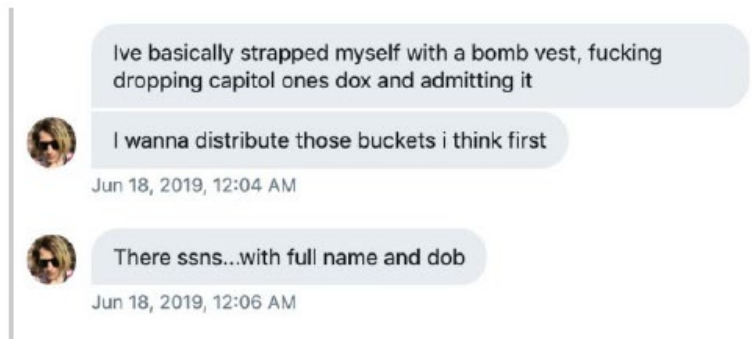 Ive basically strapped myself with a bomb vest, fucking
dropping capitol ones dox and admitting it
I wanna distribute those buckets i think first
Jun 18, 2019, 12:04 AM
There ssns...with full name and dob
Jun 18, 2019, 12:06 AM